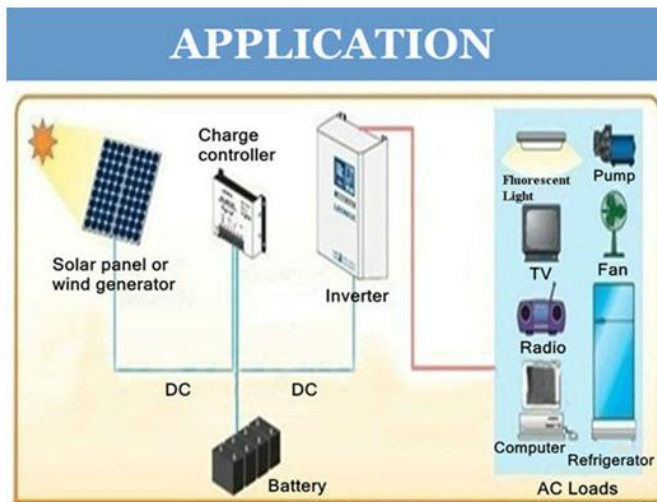 APPLICATION
Charge
controller
Solar panel or
wind generator
Inverter
DC
DC
Battery
Fluorescent
Light
Pump
TV
Fan
Radio
Computer
Refrigerator
AC Loads